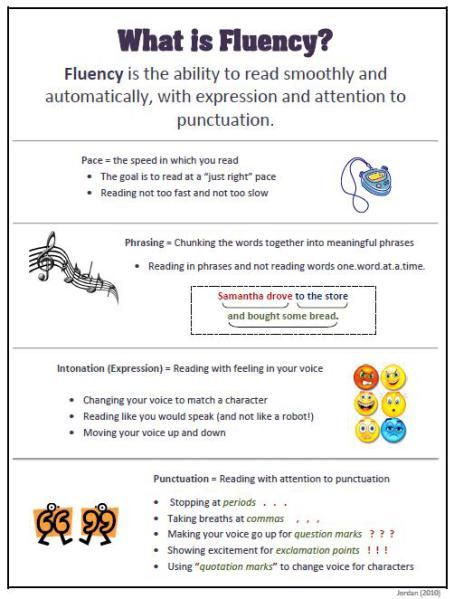 What is Fluency?
Fluency is the ability to read smoothly and
automatically, with expression and attention to
punctuation.
Pace = the speed in which you read
• The goal is to read at a “just right” pace
• Reading not too fast and not too slow
Phrasing = Chunking the words together into meaningful phrases
• Reading in phrases and not reading words one.word.at.a.time.
Samantha drove to the store
and bought some bread.
Intonation (Expression) = Reading with feeling in your voice
• Changing your voice to match a character
• Reading like you would speak (and not like a robot!)
• Moving your voice up and down
Punctuation = Reading with attention to punctuation
• Stopping at periods . . .
• Taking breaths at commas , , ,
• Making your voice go up for question marks ? ? ?
• Showing excitement for exclamation points ! ! !
• Using “quotation marks” to change voice for characters
Jordan (2010)